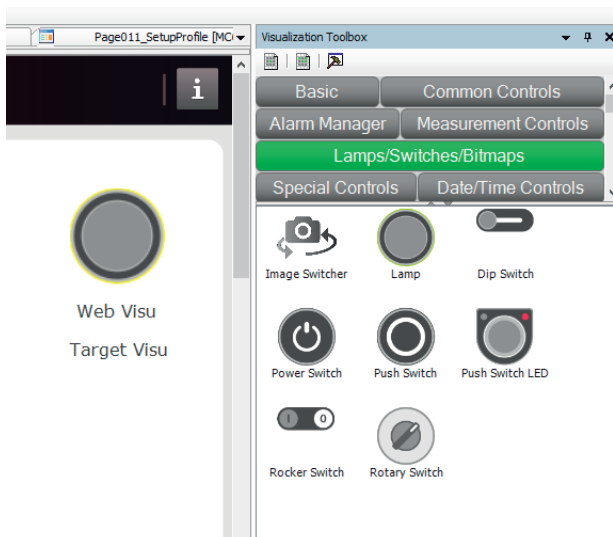 Page011_SetupProfile [MC
Visualization Toolbox
i
Basic
Common Controls
Alarm Manager
Measurement Controls
Lamps/Switches/Bitmaps
Special Controls
Date/Time Controls
Web Visu
Target Visu
Image Switcher
Lamp
Dip Switch
Power Switch
Push Switch
Push Switch LED
I
0
Rocker Switch
Rotary Switch